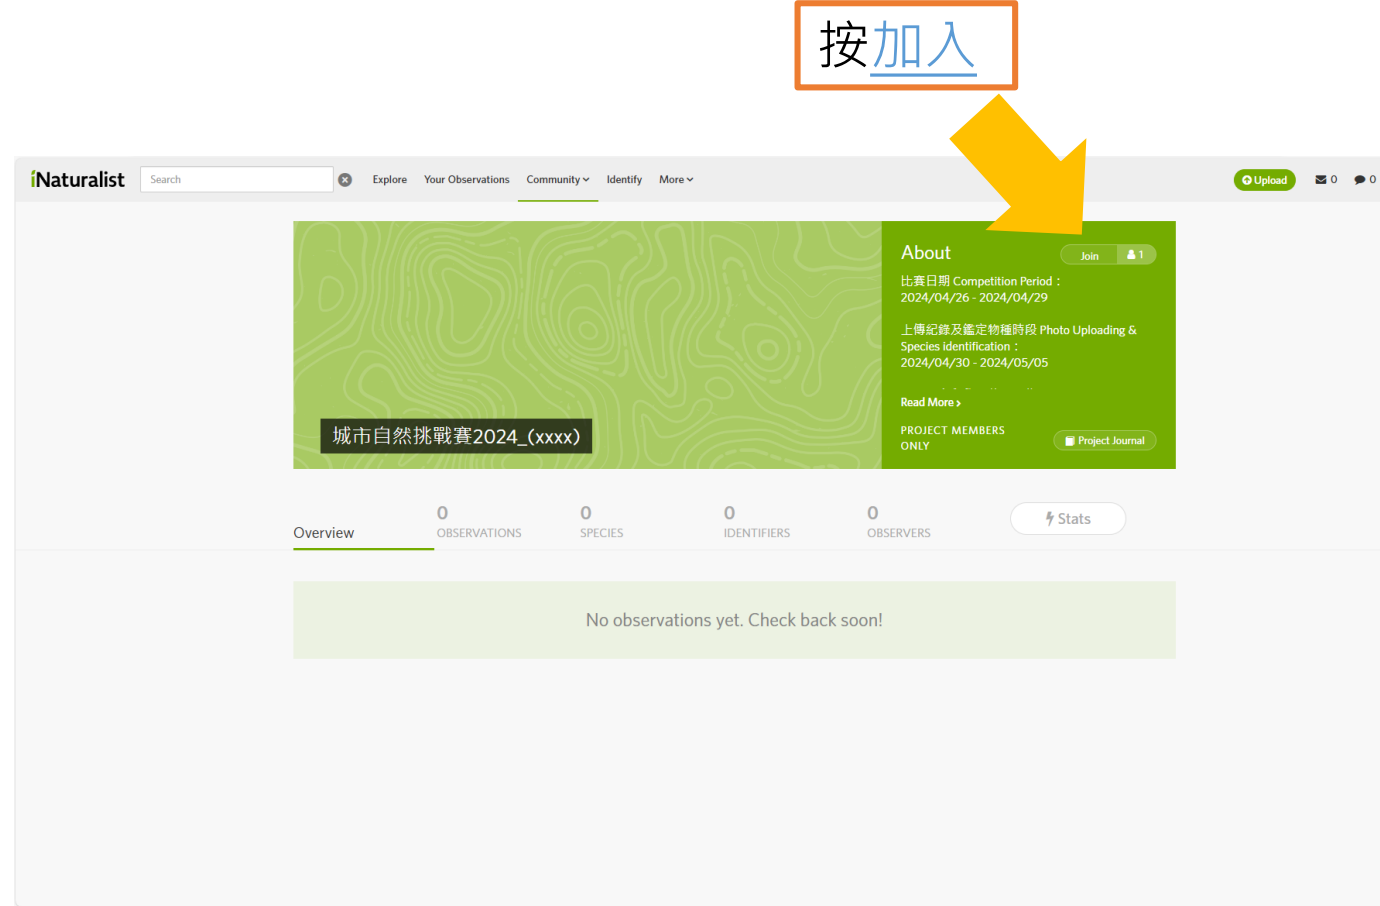 按加入
iNaturalist
Search
Explore
Your Observations
Community
Identify
More
Upload
0
0
About
Join
1
比賽日期 Competition Period：
2024/04/26 - 2024/04/29
上傳紀錄及鑑定物種時段 Photo Uploading &
Species identification：
2024/04/30 - 2024/05/05
Read More >
PROJECT MEMBERS
ONLY
Project Journal
城市自然挑戰賽2024_(xxxx)
Overview
0
OBSERVATIONS
0
SPECIES
0
IDENTIFIERS
0
OBSERVERS
Stats
No observations yet. Check back soon!